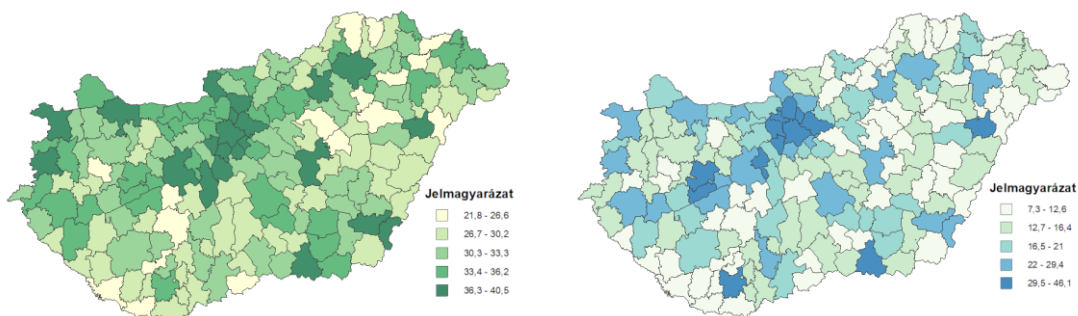 Jelmagyarázat
21,8 - 26,6
26,7 - 30,2
30,3 - 33,3
33,4 - 36,2
36,3 - 40,5
Jelmagyarázat
7,3 - 12,6
12,7 - 16,4
16,5 - 21
22 - 29,4
29,5 - 46,1